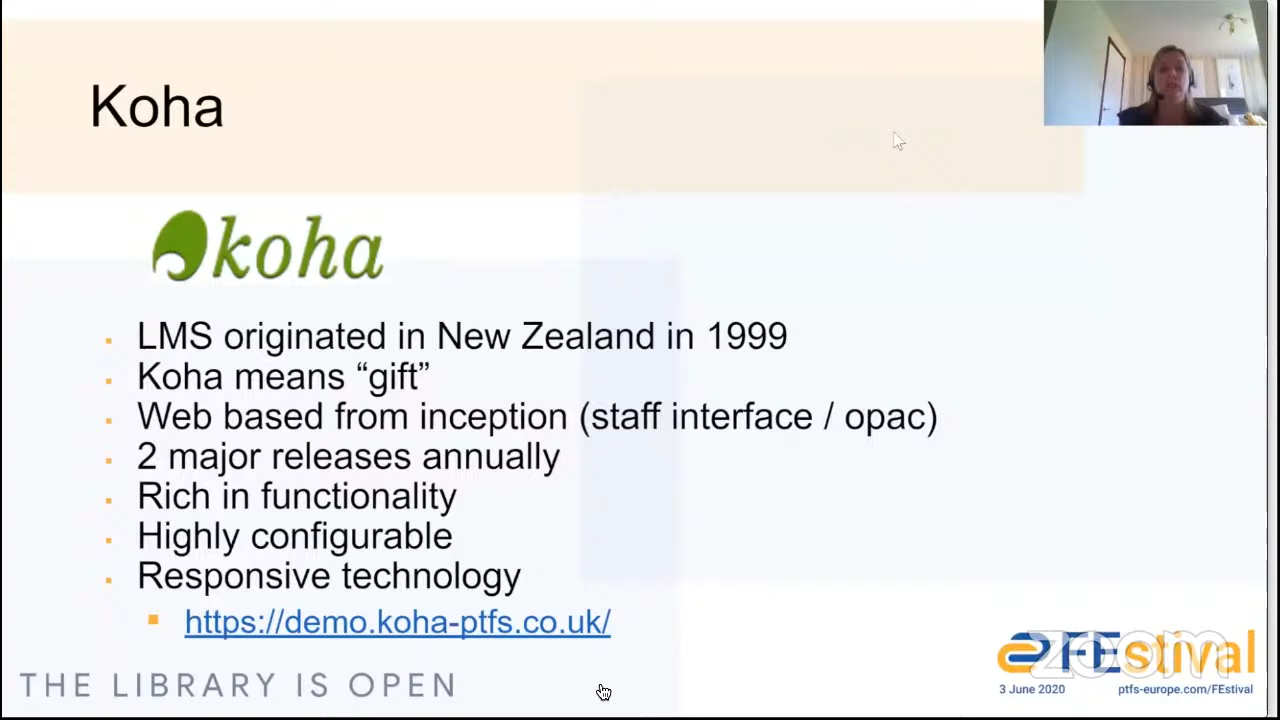 Koha
koha
LMS originated in New Zealand in 1999
Koha means “gift”
Web based from inception (staff interface / opac)
2 major releases annually
Rich in functionality
Highly configurable
Responsive technology
https://demo.koha-ptfs.co.uk/
THE LIBRARY IS OPEN
PTFEstival
zoom
3 June 2020 ptfs-europe.com/FEstival